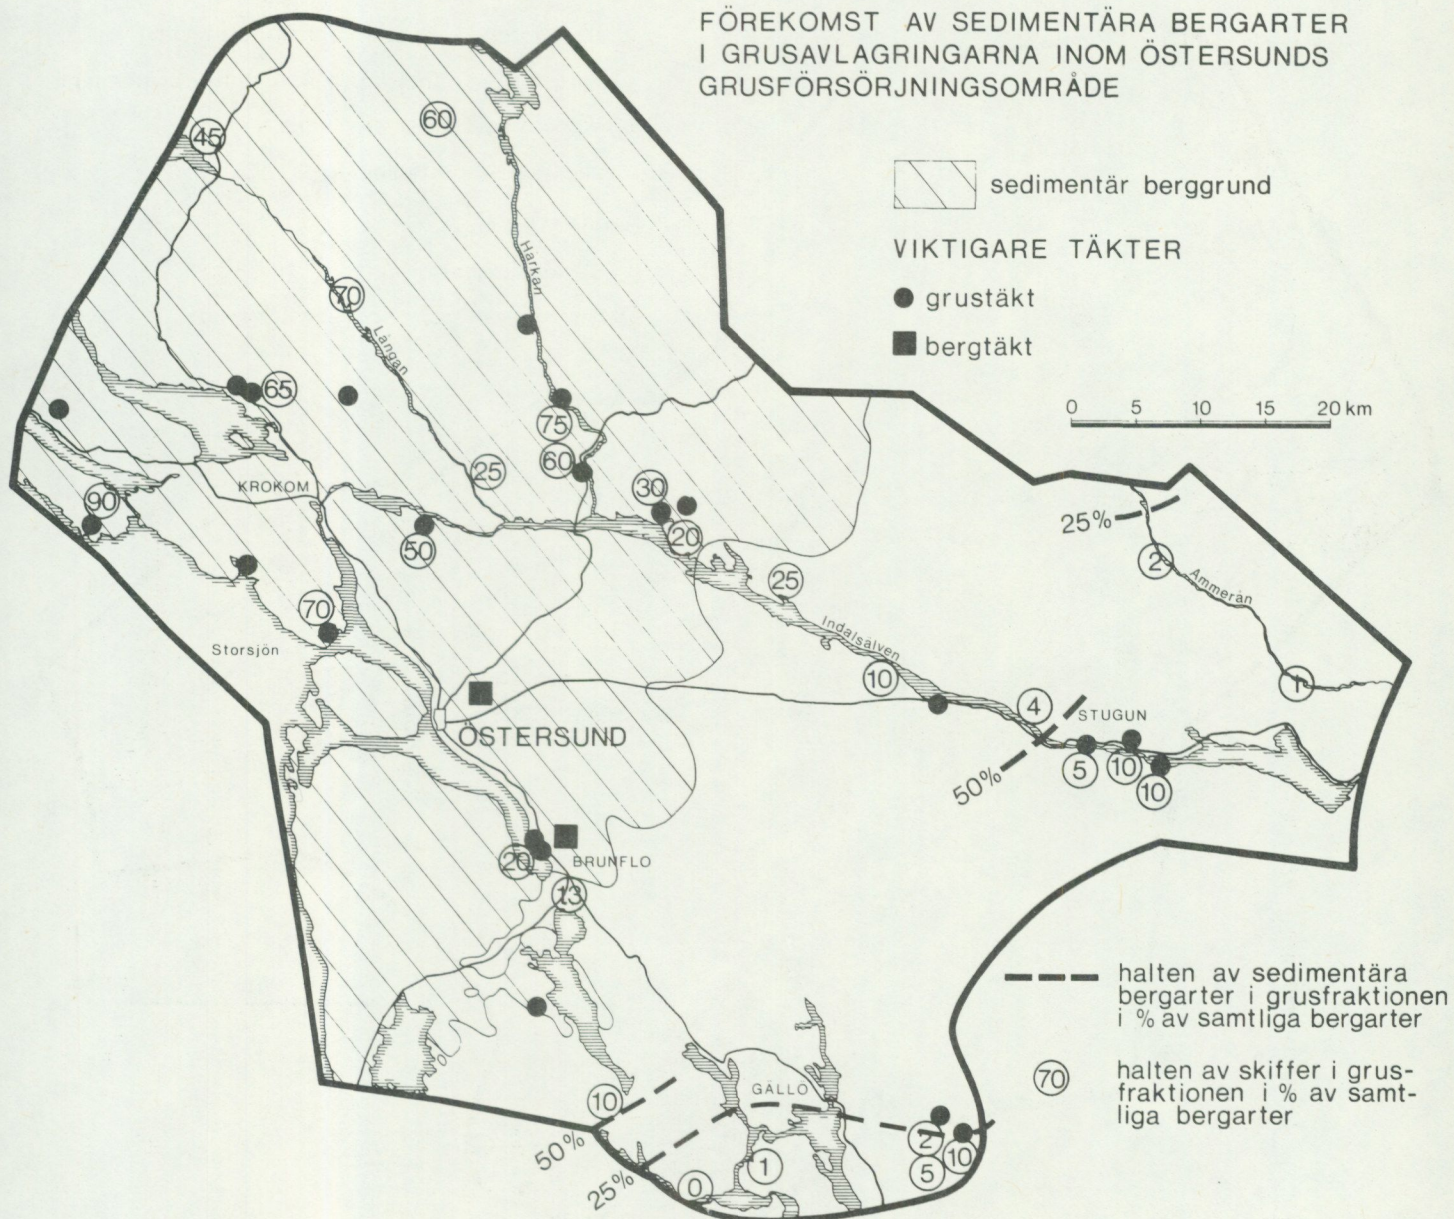 FÖREKOMST AV SEDIMENTÄRA BERGARTER
I GRUSAVLAGRINGARNA INOM ÖSTERSUNDS
GRUSFÖRSÖRJNINGSOMRÅDE
sedimentär berggrund
VIKTIGARE TÄKTER
grustäkt
bergtäkt
0 5 10 15 20 km
45
60
Hårkan
70
Långan
65
75
60
25
30
KROKOM
90
50
20
25%
2
Ammerån
25
70
Storsjön
Indalsälven
10
1
4
STUGUN
ÖSTERSUND
50%
5
10
10
20
BRUNFLO
13
halten av sedimentära
bergarter i grusfraktionen
i % av samtliga bergarter
70
halten av skiffer i grus-
fraktionen i % av samt-
liga bergarter
GÄLLÖ
10
50%
25%
0
1
2
5
10